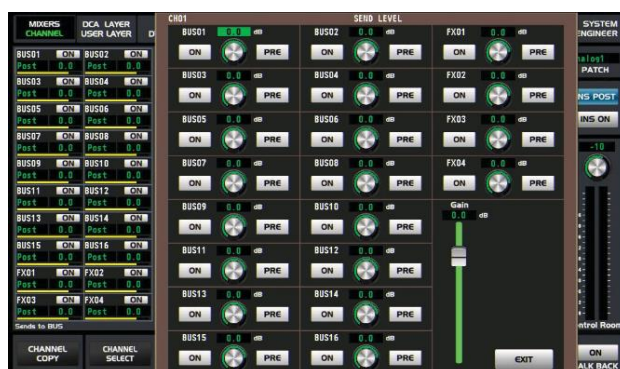 MIXERS DCA LAYER
CHANNEL USER LAYER
BUS01 ON BUS02 ON
Post 0.0 Post 0.0
BUS03 ON BUS04 ON
Post 0.0 Post 0.0
BUS05 ON BUS06 ON
Post 0.0 Post 0.0
BUS07 ON BUS08 ON
Post 0.0 Post 0.0
BUS09 ON BUS10 ON
Post 0.0 Post 0.0
BUS11 ON BUS12 ON
Post 0.0 Post 0.0
BUS13 ON BUS14 ON
Post 0.0 Post 0.0
BUS15 ON BUS16 ON
Post 0.0 Post 0.0
FX01 ON FX02 ON
Post 0.0 Post 0.0
FX03 ON FX04 ON
Post 0.0 Post 0.0
Sends to BUS
CHANNEL COPY
CHANNEL SELECT
CH01 SEND LEVEL
BUS01 0.0 dB BUS02 0.0 dB FX01 0.0 dB
ON PRE ON PRE ON PRE
BUS03 0.0 dB BUS04 0.0 dB FX02 0.0 dB
ON PRE ON PRE ON PRE
BUS05 0.0 dB BUS06 0.0 dB FX03 0.0 dB
ON PRE ON PRE ON PRE
BUS07 0.0 dB BUS08 0.0 dB FX04 0.0 dB
ON PRE ON PRE ON PRE
BUS09 0.0 dB BUS10 0.0 dB Gain
ON PRE ON PRE 0.0 dB
BUS11 0.0 dB BUS12 0.0 dB
ON PRE ON PRE
BUS13 0.0 dB BUS14 0.0 dB
ON PRE ON PRE
BUS15 0.0 dB BUS16 0.0 dB
ON PRE ON PRE EXIT
SYSTEM
ENGINEER
nalog1
PATCH
NS POST
INS ON
-10
ntrol Room
ON
ALK BACK